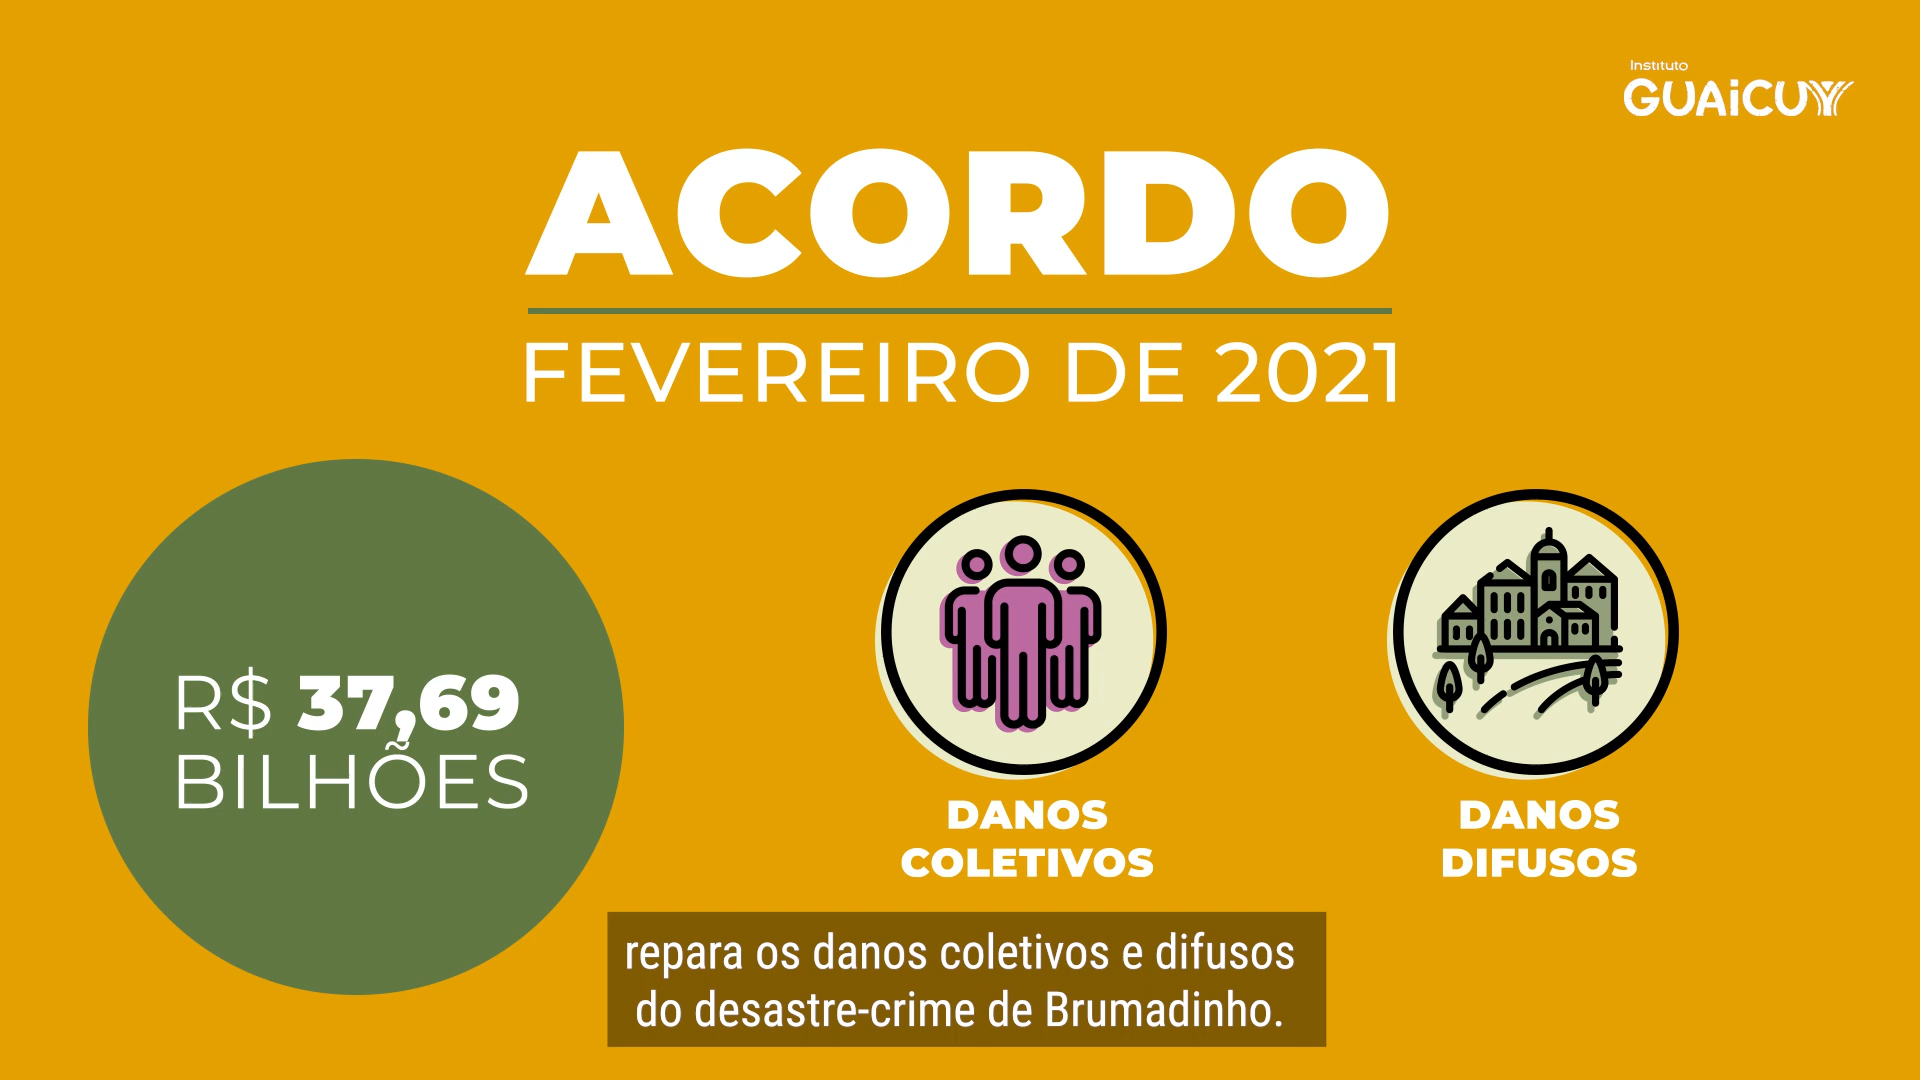 Instituto
GUAiCUY
ACORDO
FEVEREIRO DE 2021
R$ 37,69
BILHÕES
DANOS
COLETIVOS
DANOS
DIFUSOS
repara os danos coletivos e difusos
do desastre-crime de Brumadinho.